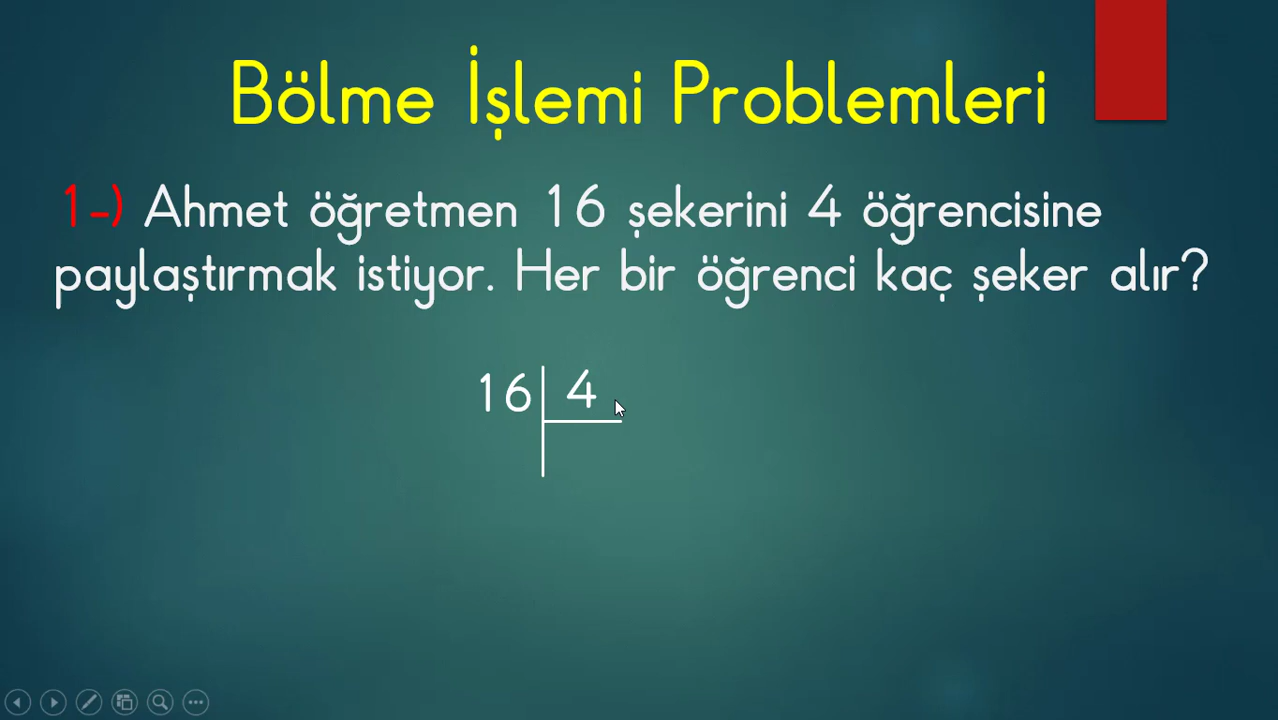 Bölme İşlemi Problemleri
1-) Ahmet öğretmen 16 şekerini 4 öğrencisine
paylaştırmak istiyor. Her bir öğrenci kaç şeker alır?
16 4